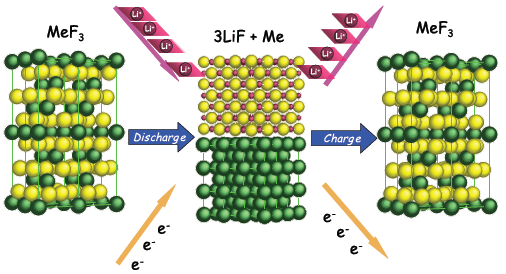 MeF3
Li+
Li+
Li+
Li+
3LiF + Me
Li+
Li+
Li+
Li+
MeF3
Discharge
Charge
e-
e-
e-
e-
e-
e-